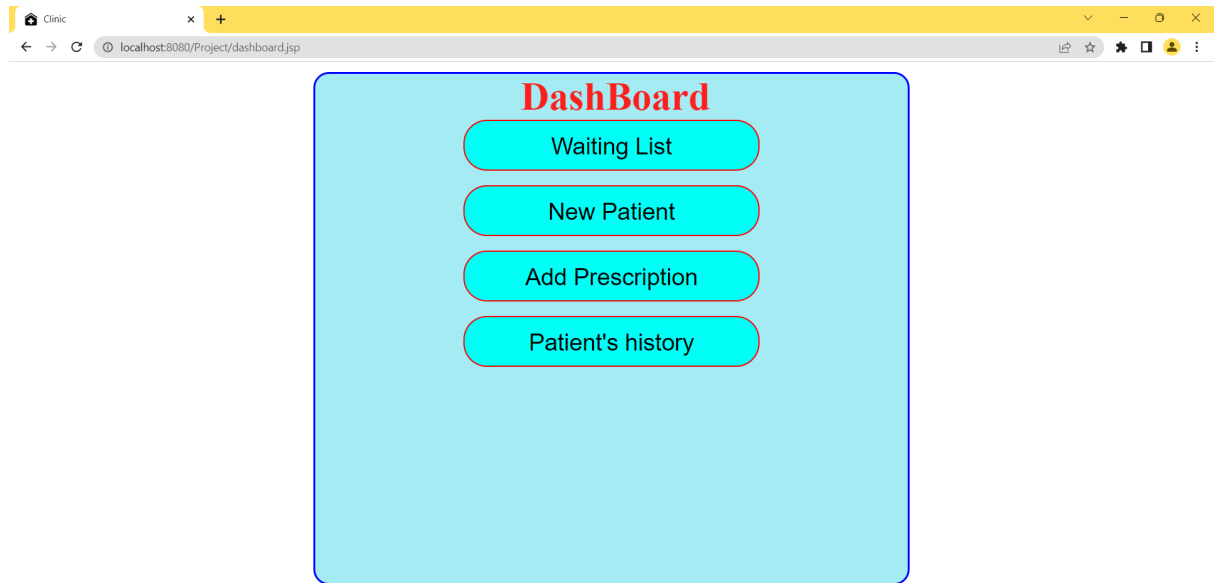 Clinic
localhost:8080/Project/dashboard.jsp
DashBoard
Waiting List
New Patient
Add Prescription
Patient's history